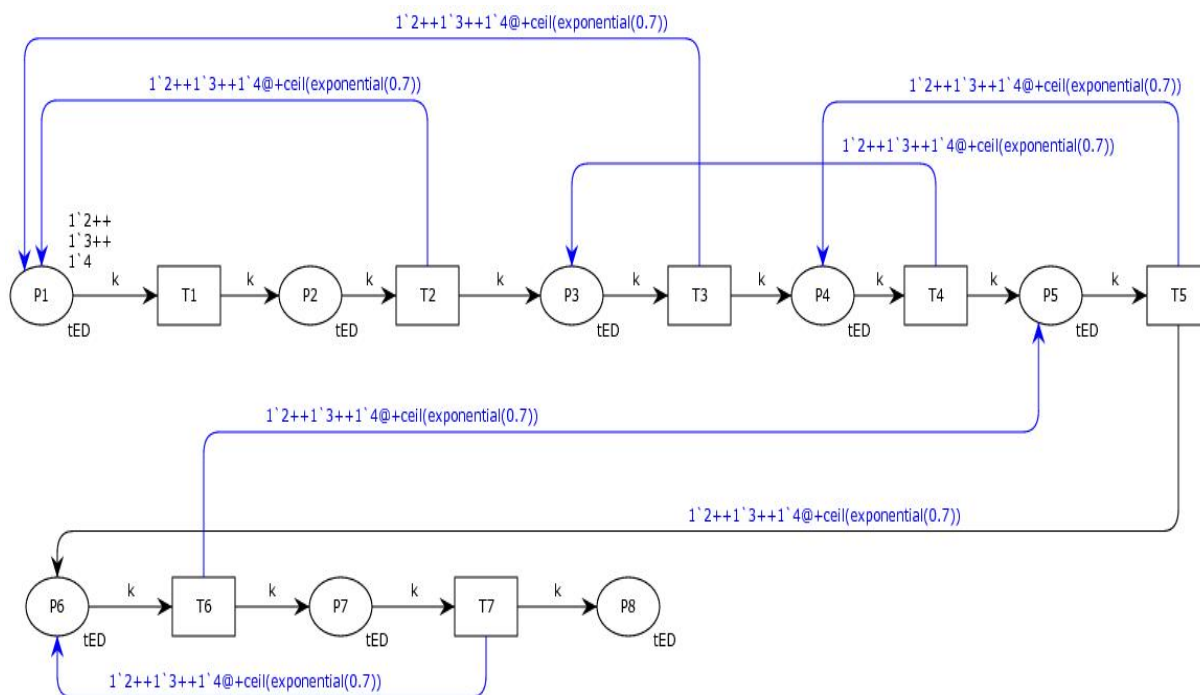 1`2++1`3++1`4@+ceil(exponential(0.7))
1`2++1`3++1`4@+ceil(exponential(0.7))
1`2++1`3++1`4@+ceil(exponential(0.7))
1`2++1`3++1`4@+ceil(exponential(0.7))
1`2++
1`3++
1`4
P1
tED
k
T1
k
P2
tED
k
T2
k
P3
tED
k
T3
k
P4
tED
k
T4
k
P5
tED
k
T5
1`2++1`3++1`4@+ceil(exponential(0.7))
1`2++1`3++1`4@+ceil(exponential(0.7))
P6
tED
k
T6
k
P7
tED
k
T7
k
P8
tED
1`2++1`3++1`4@+ceil(exponential(0.7))